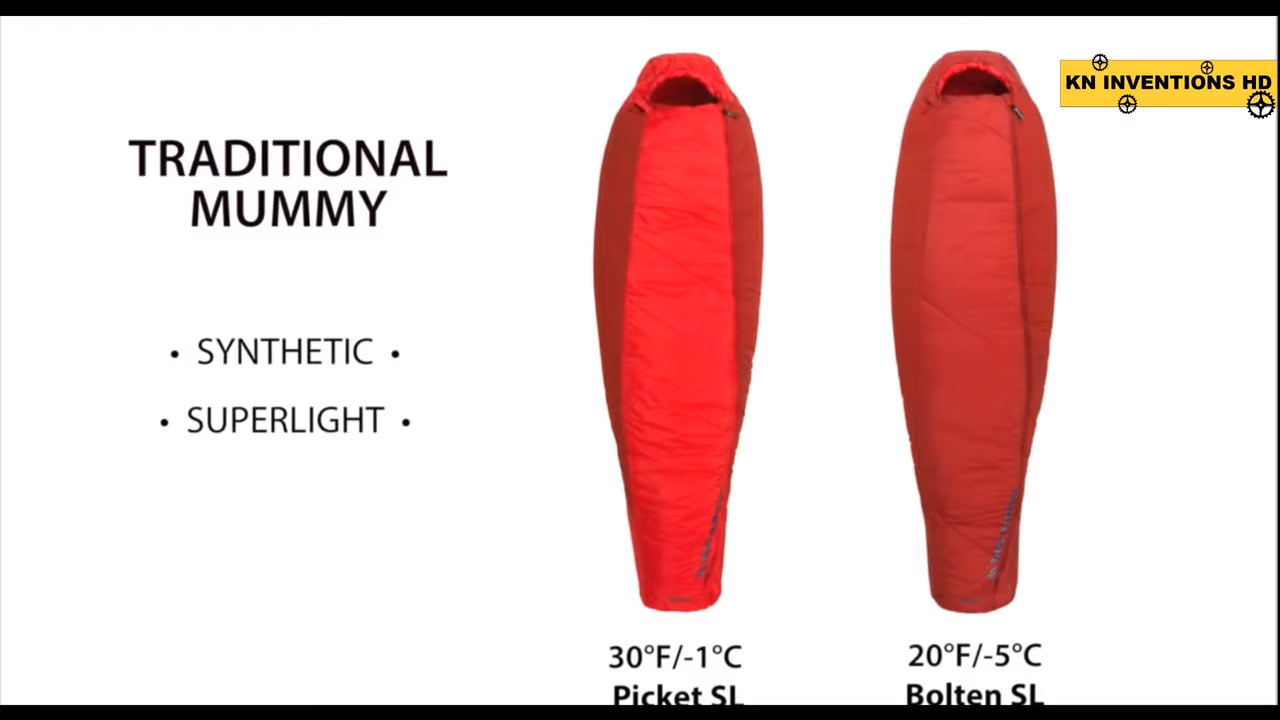 TRADITIONAL
MUMMY
• SYNTHETIC •
• SUPERLIGHT •
30°F/-1°C
Picket SL
20°F/-5°C
Bolten SL
KN INVENTIONS HD